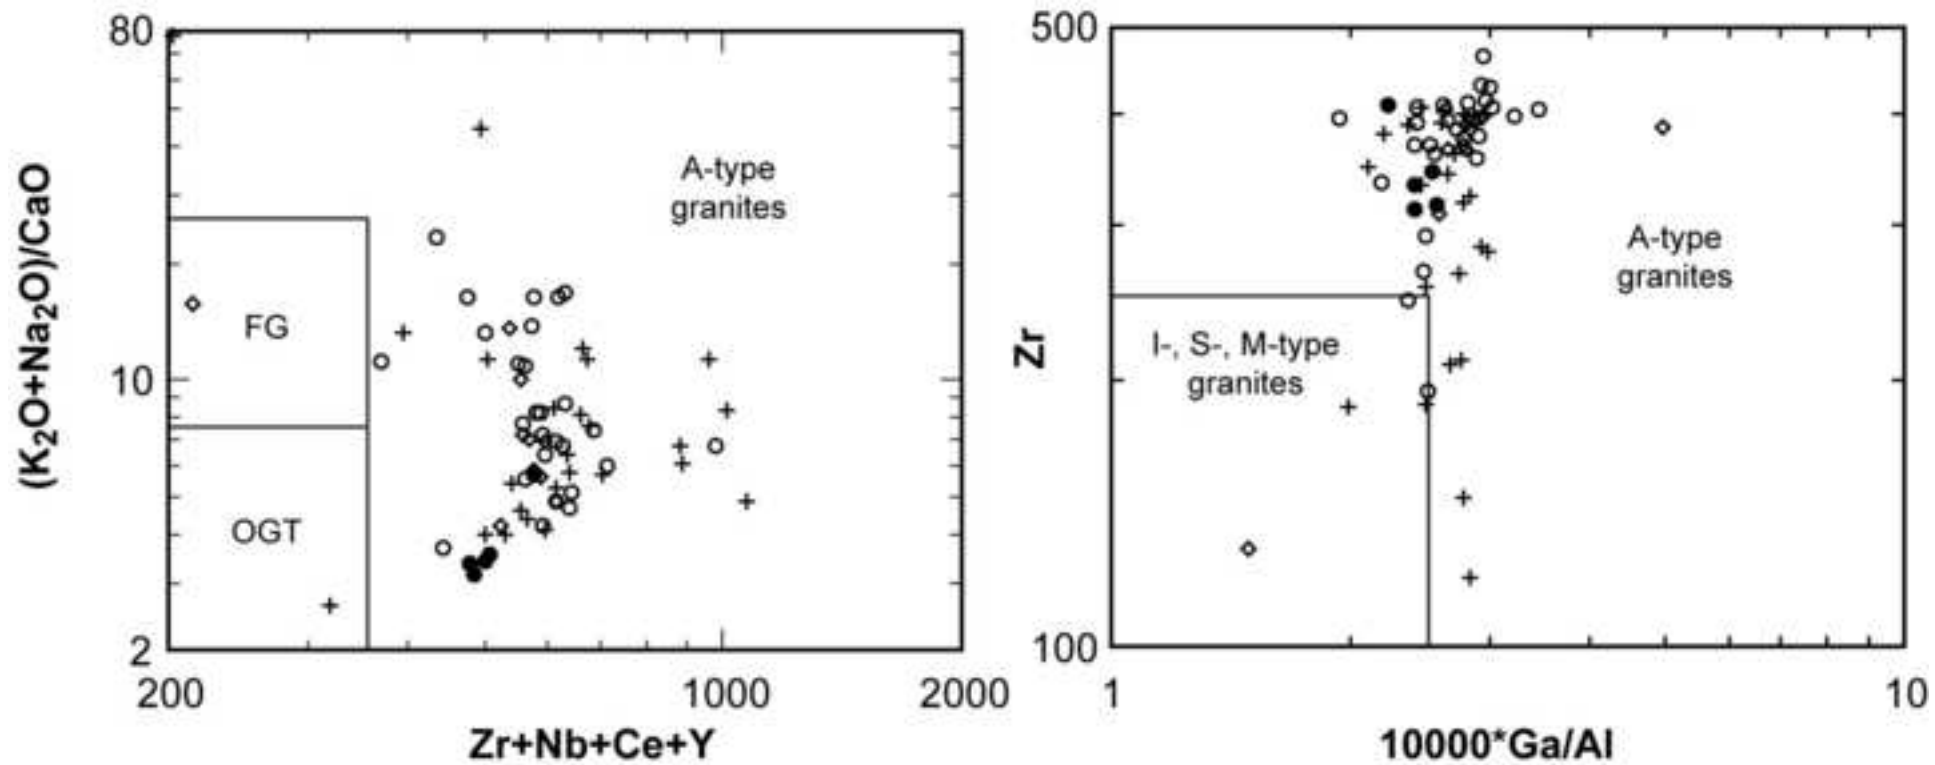 80
10
2
(K₂O+Na₂O)/CaO
A-type
granites
FG
OGT
200
1000
2000
Zr+Nb+Ce+Y
500
100
Zr
A-type
granites
I-, S-, M-type
granites
1
10
10000*Ga/Al